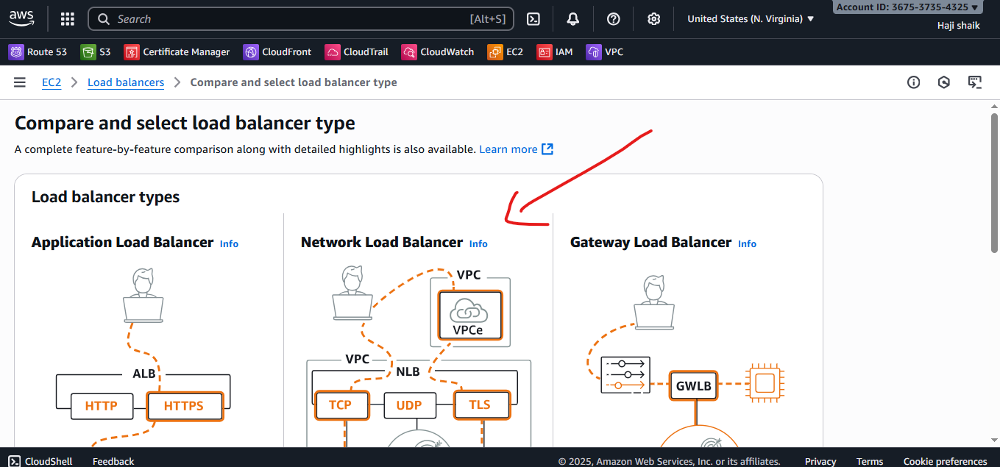 aws
Search
[Alt+S]
United States (N. Virginia) ▼
Account ID: 3675-3735-4325 ▼
Haji shaik
Route 53
S3
Certificate Manager
CloudFront
CloudTrail
CloudWatch
EC2
IAM
VPC
EC2 > Load balancers > Compare and select load balancer type
Compare and select load balancer type
A complete feature-by-feature comparison along with detailed highlights is also available. Learn more
Load balancer types
Application Load Balancer Info
ALB
HTTP
HTTPS
Network Load Balancer Info
VPC
VPCe
VPC
NLB
TCP
UDP
TLS
Gateway Load Balancer Info
GWLB
CloudShell
Feedback
© 2025, Amazon Web Services, Inc. or its affiliates.
Privacy
Terms
Cookie preferences